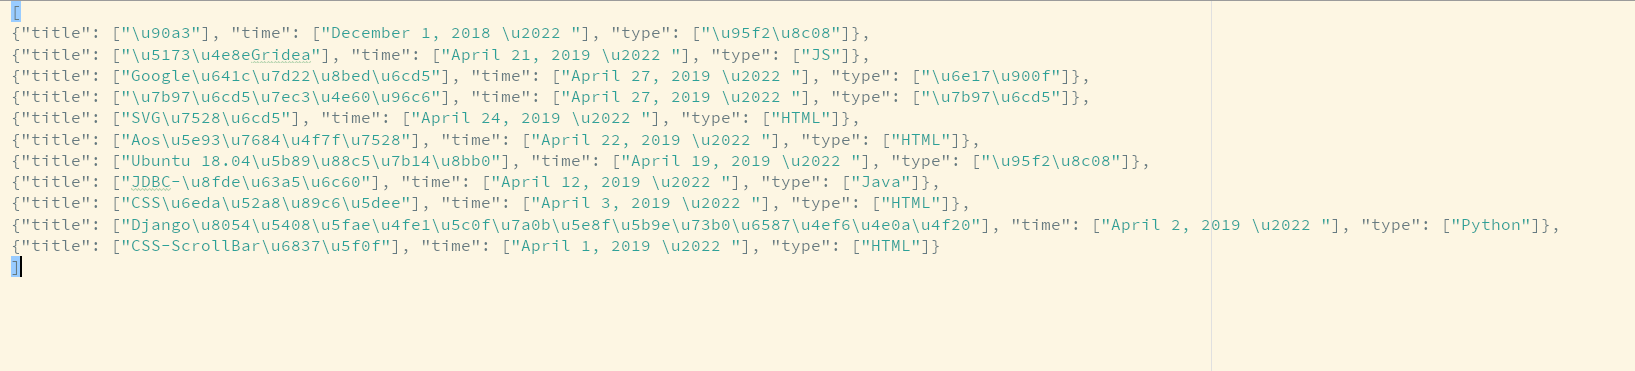 [
{"title": ["\u90a3"], "time": ["December 1, 2018 \u2022 "], "type": ["\u95f2\u8c08"]},
{"title": ["\u5173\u4e8eGridea"], "time": ["April 21, 2019 \u2022 "], "type": ["JS"]},
{"title": ["Google\u641c\u7d22\u8bed\u6cd5"], "time": ["April 27, 2019 \u2022 "], "type": ["\u6e17\u900f"]},
{"title": ["\u7b97\u6cd5\u7ec3\u4e60\u96c6"], "time": ["April 27, 2019 \u2022 "], "type": ["\u7b97\u6cd5"]},
{"title": ["SVG\u7528\u6cd5"], "time": ["April 24, 2019 \u2022 "], "type": ["HTML"]},
{"title": ["Aos\u5e93\u7684\u4f7f\u7528"], "time": ["April 22, 2019 \u2022 "], "type": ["HTML"]},
{"title": ["Ubuntu 18.04\u5b89\u88c5\u7b14\u8bb0"], "time": ["April 19, 2019 \u2022 "], "type": ["\u95f2\u8c08"]},
{"title": ["JDBC-\u8fde\u63a5\u6c60"], "time": ["April 12, 2019 \u2022 "], "type": ["Java"]},
{"title": ["CSS\u6eda\u52a8\u89c6\u5dee"], "time": ["April 3, 2019 \u2022 "], "type": ["HTML"]},
{"title": ["Django\u8054\u5408\u5fae\u4fe1\u5c0f\u7a0b\u5e8f\u5b9e\u73b0\u6587\u4ef6\u4e0a\u4f20"], "time": ["April 2, 2019 \u2022 "], "type": ["Python"]},
{"title": ["CSS-ScrollBar\u6837\u5f0f"], "time": ["April 1, 2019 \u2022 "], "type": ["HTML"]}
]